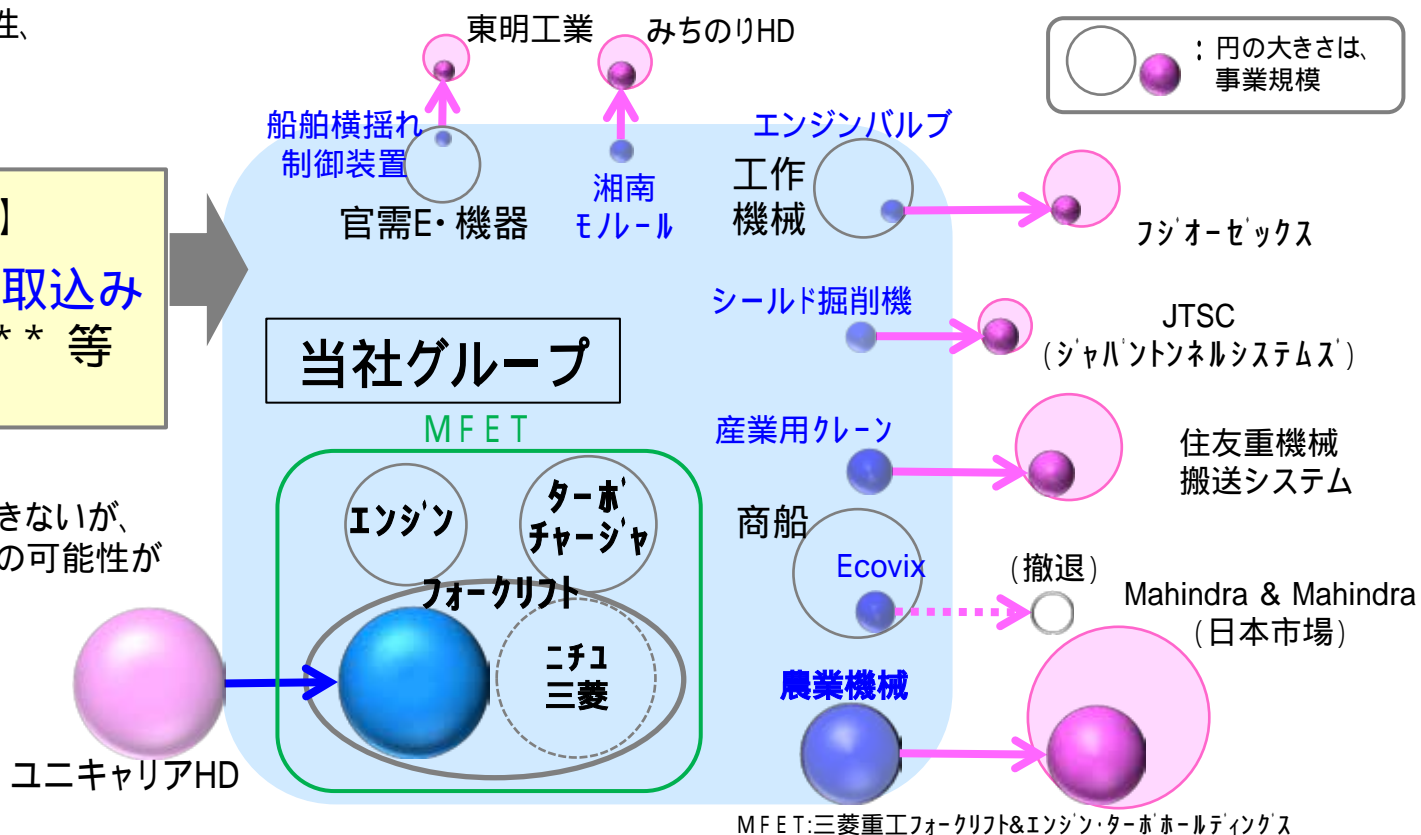 性、
】
取込み
** 等
きないが、
の可能性が
東明工業
みちのりHD
：円の大きさは、
事業規模
船舶横揺れ
制御装置
官需E・機器
湘南
ﾓﾉﾚｰﾙ
エンジンバルブ
工作
機械
ﾌｼﾞｵｰｾﾞｯｸｽ
シールド掘削機
JTSC
(ｼﾞｬﾊﾟﾝﾄﾝﾈﾙｼｽﾃﾑｽﾞ)
当社グループ
MFET
エンジン
ﾀｰﾎﾞ
ﾁｬｰｼﾞｬ
フォークリフト
ニチユ
三菱
ユニキャリアHD
産業用ｸﾚｰﾝ
住友重機械
搬送システム
商船
Ecovix
(撤退)
Mahindra & Mahindra
(日本市場)
農業機械
MFET:三菱重工ﾌｫｰｸﾘﾌﾄ&ｴﾝｼﾞﾝ･ﾀｰﾎﾞﾎｰﾙﾃﾞｨﾝｸﾞｽ